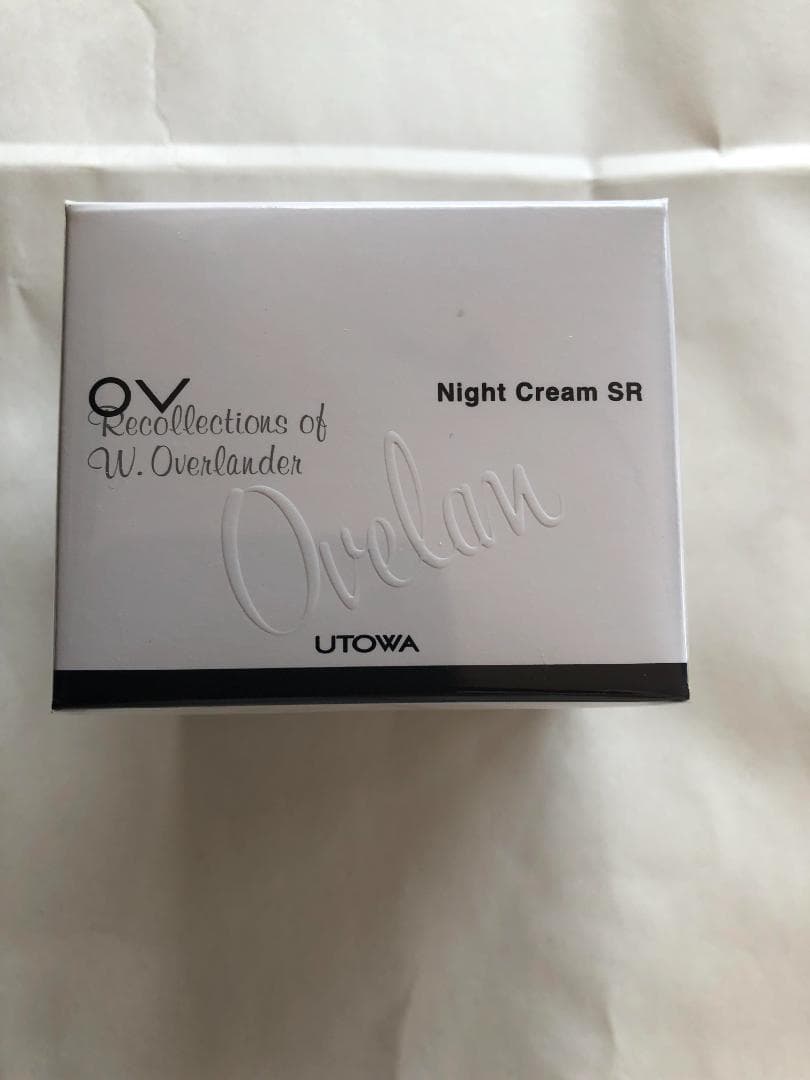 OV
Night Cream SR
Recollections of
W. Overlander
Ovelan
UTOWA